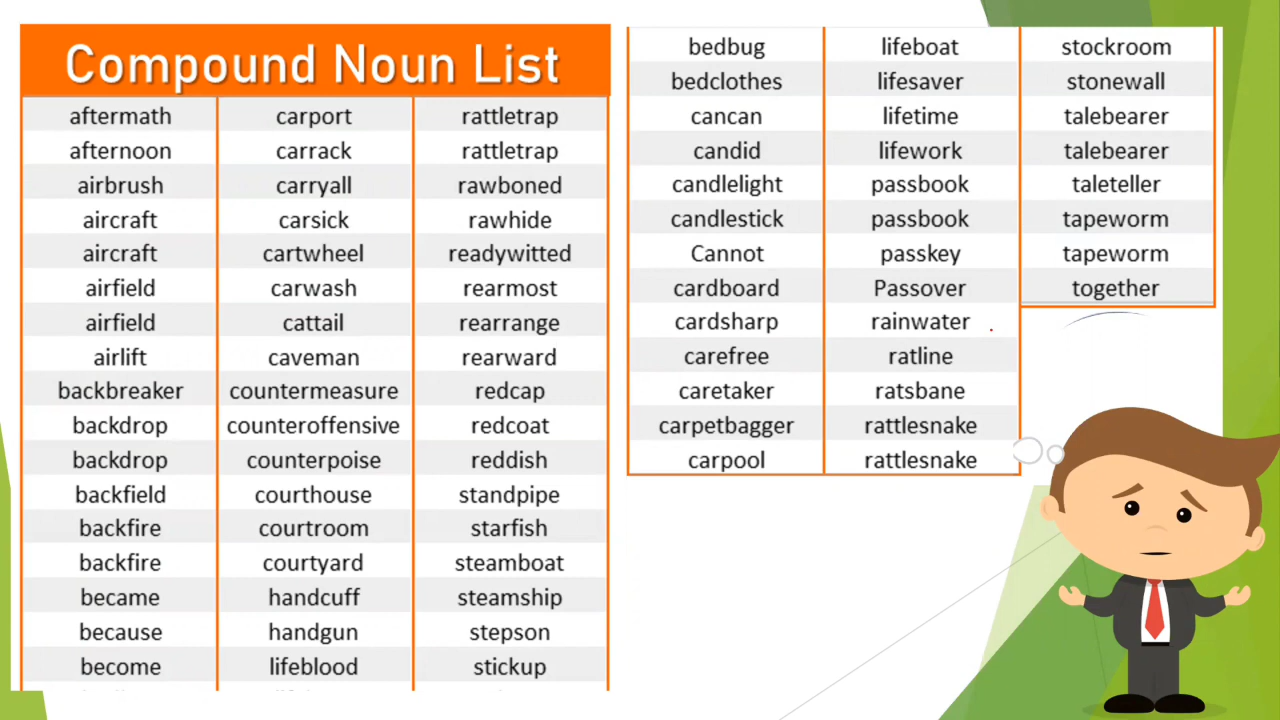 Compound Noun List
aftermath carport rattletrap
afternoon carrack rattletrap
airbrush carryall rawboned
aircraft carsick rawhide
aircraft cartwheel readywitted
airfield carwash rearmost
airfield cattail rearrange
airlift caveman rearward
backbreaker countermeasure redcap
backdrop counteroffensive redcoat
backdrop counterpoise reddish
backfield courthouse standpipe
backfire courtroom starfish
backfire courtyard steamboat
became handcuff steamship
because handgun stepson
become lifeblood stickup
bedbug lifeboat stockroom
bedclothes lifesaver stonewall
cancan lifetime talebearer
candid lifework talebearer
candlelight passbook taleteller
candlestick passbook tapeworm
Cannot passkey tapeworm
cardboard Passover together
cardsharp rainwater
carefree ratline
caretaker ratsbane
carpetbagger rattlesnake
carpool rattlesnake